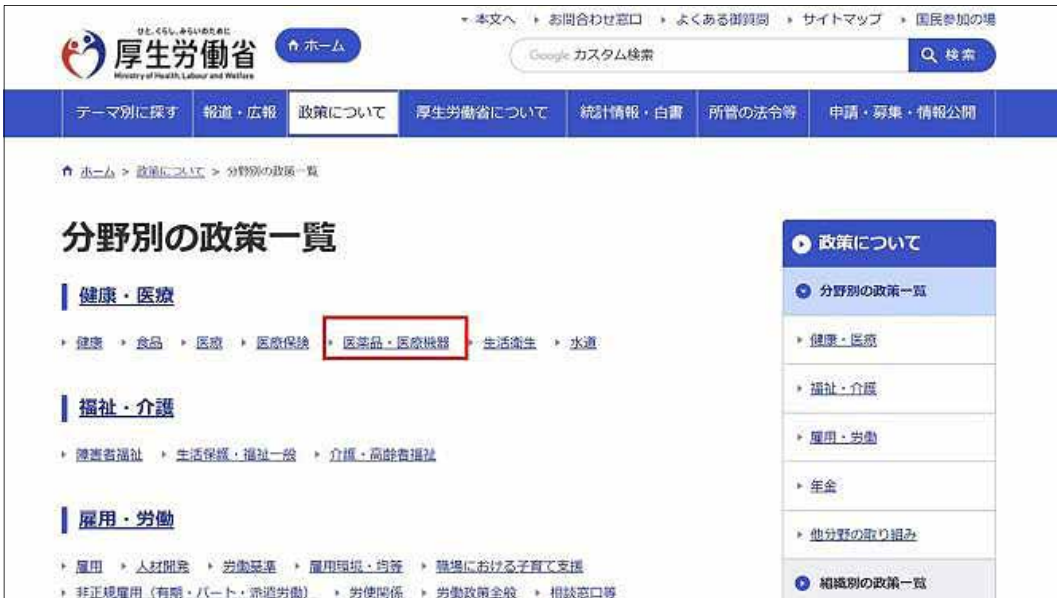 本文へ お問合わせ窓口 よくある御質問 サイトマップ 国民参加の場
ひと、くらし、みらいのために
厚生労働省
Ministry of Health, Labour and Welfare
ホーム
Google カスタム検索
検索
テーマ別に探す 報道・広報 政策について 厚生労働省について 統計情報・白書 所管の法令等 申請・募集・情報公開
ホーム > 政策について > 分野別の政策一覧
分野別の政策一覧
健康・医療
健康 食品 医療 医療保険 医薬品・医療機器 生活衛生 水道
福祉・介護
障害者福祉 生活保護・福祉一般 介護・高齢者福祉
雇用・労働
雇用 人材開発 労働基準 雇用環境・均等 職場における子育て支援
非正規雇用（有期・パート・派遣労働） 労使関係 労働政策全般 相談窓口等
政策について
分野別の政策一覧
健康・医療
福祉・介護
雇用・労働
年金
他分野の取り組み
組織別の政策一覧